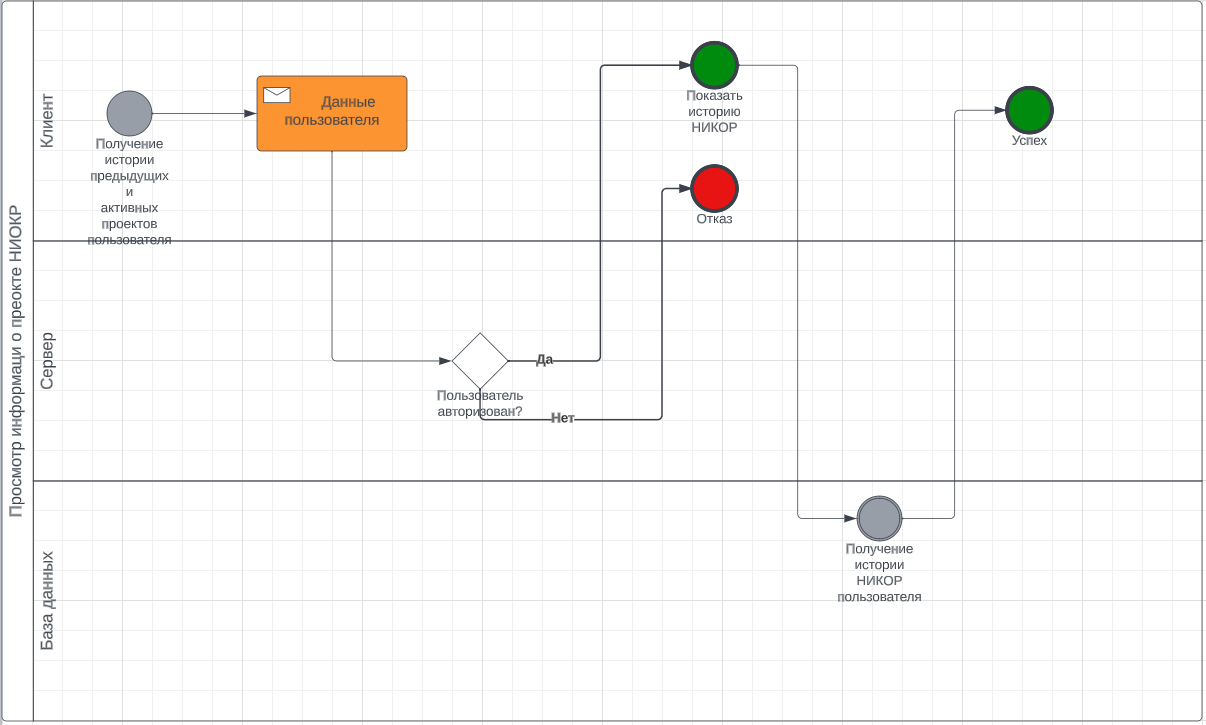 Просмотр информаци о преокте НИОКР
Клиент
Получение
истории
предыдущих
и
активных
проектов
пользователя
Данные
пользователя
Показать
историю
НИКОР
Отказ
Успех
Сервер
Пользователь
авторизован?
Да
Нет
База данных
Получение
истории
НИКОР
пользователя